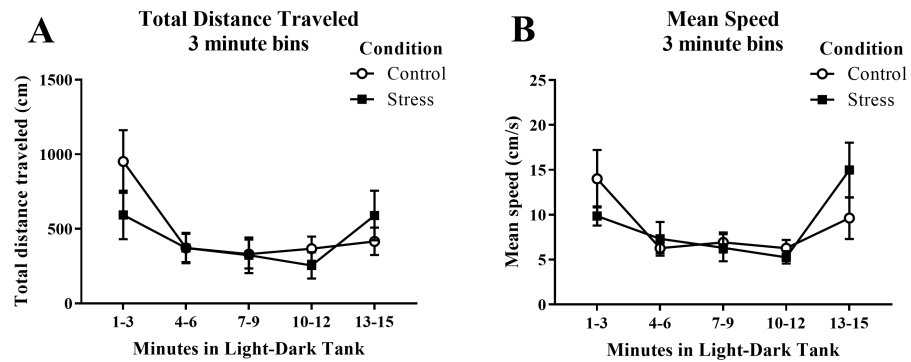 A
Total Distance Traveled
3 minute bins
Condition
Control
Stress
Total distance traveled (cm)
1500
1000
500
0
1-3
4-6
7-9
10-12
13-15
Minutes in Light-Dark Tank
B
Mean Speed
3 minute bins
Condition
Control
Stress
Mean speed (cm/s)
25
20
15
10
5
0
1-3
4-6
7-9
10-12
13-15
Minutes in Light-Dark Tank